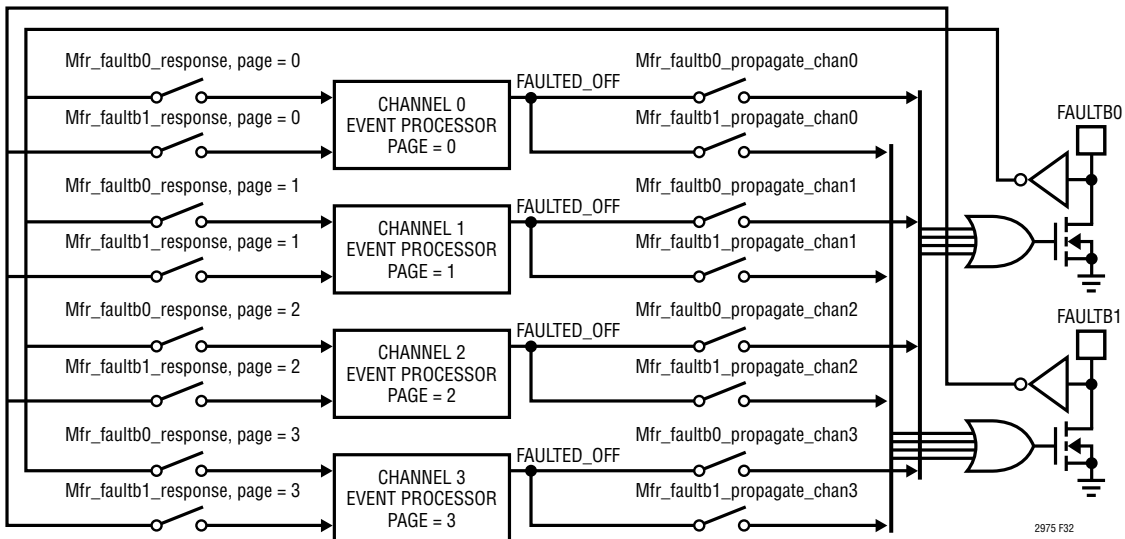 Mfr_faultb0_response, page = 0
Mfr_faultb1_response, page = 0
CHANNEL 0
EVENT PROCESSOR
PAGE = 0
FAULTED_OFF
Mfr_faultb0_propagate_chan0
Mfr_faultb1_propagate_chan0
FAULTB0
Mfr_faultb0_response, page = 1
Mfr_faultb1_response, page = 1
CHANNEL 1
EVENT PROCESSOR
PAGE = 1
FAULTED_OFF
Mfr_faultb0_propagate_chan1
Mfr_faultb1_propagate_chan1
Mfr_faultb0_response, page = 2
Mfr_faultb1_response, page = 2
CHANNEL 2
EVENT PROCESSOR
PAGE = 2
FAULTED_OFF
Mfr_faultb0_propagate_chan2
Mfr_faultb1_propagate_chan2
FAULTB1
Mfr_faultb0_response, page = 3
Mfr_faultb1_response, page = 3
CHANNEL 3
EVENT PROCESSOR
PAGE = 3
FAULTED_OFF
Mfr_faultb0_propagate_chan3
Mfr_faultb1_propagate_chan3
2975 F32